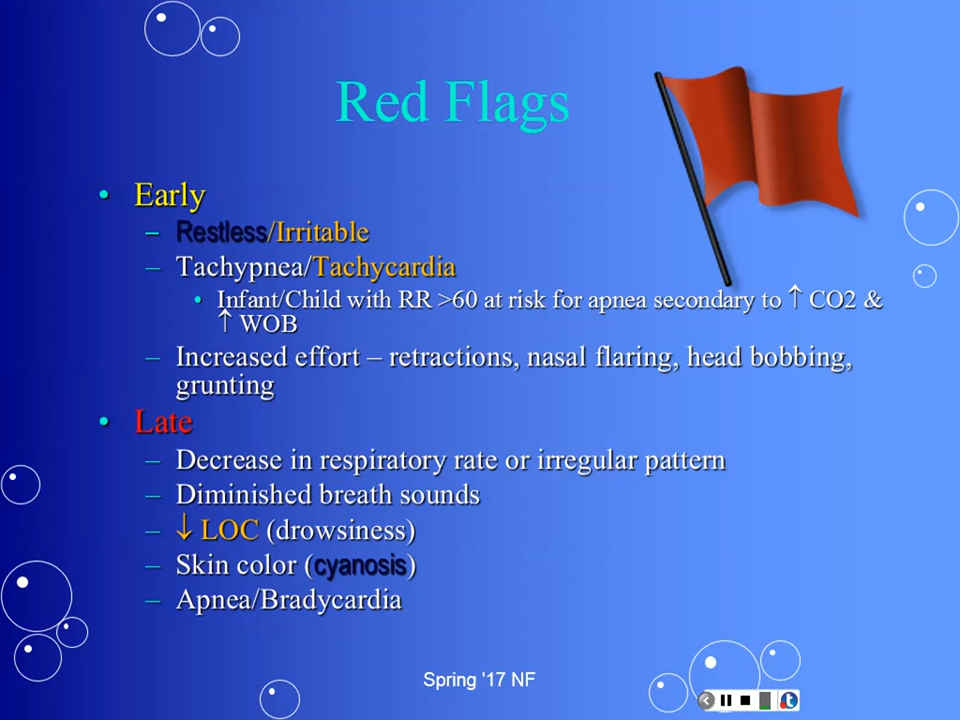 Red Flags
• Early
– Restless/Irritable
– Tachypnea/Tachycardia
• Infant/Child with RR >60 at risk for apnea secondary to ↑ CO2 &
↑ WOB
– Increased effort – retractions, nasal flaring, head bobbing,
grunting
• Late
– Decrease in respiratory rate or irregular pattern
– Diminished breath sounds
– ↓ LOC (drowsiness)
– Skin color (cyanosis)
– Apnea/Bradycardia
Spring '17 NF
t